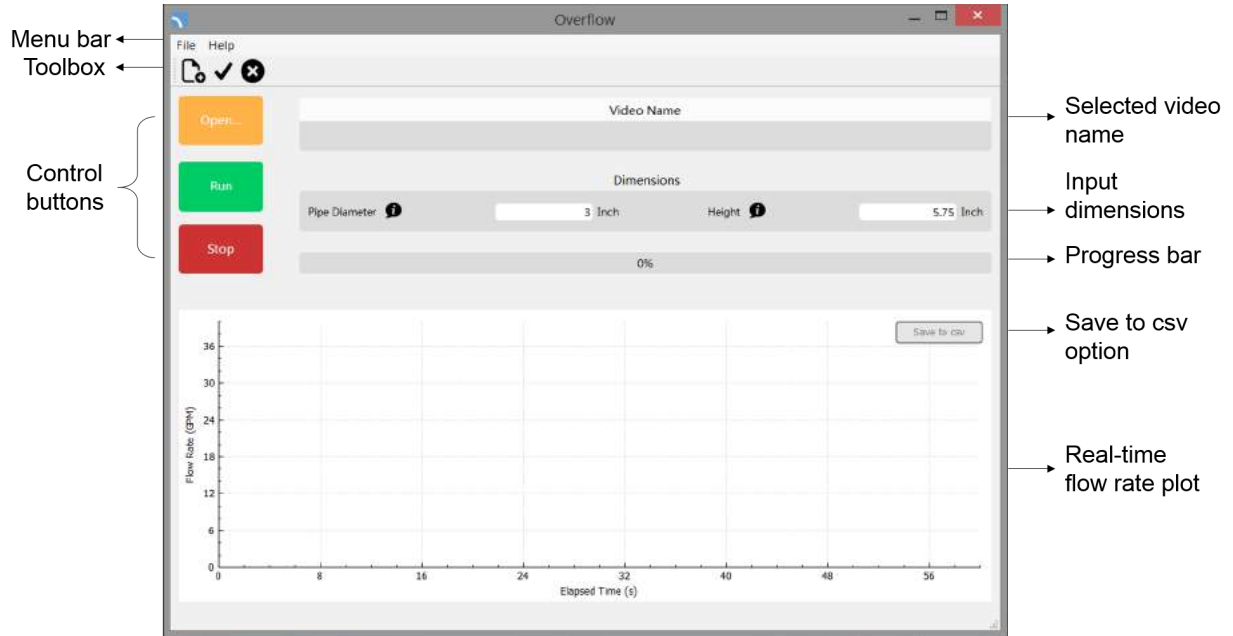 Overflow
Menu bar
File Help
Toolbox
Open...
Video Name
Selected video
name
Control
buttons
Run
Dimensions
Input
dimensions
Pipe Diameter
3 Inch
Height
5.75 Inch
Stop
0%
Progress bar
Save to csv
Save to csv
option
36
30
24
18
12
6
0
Flow Rate (GPM)
Real-time
flow rate plot
0 8 16 24 32 40 48 56
Elapsed Time (s)